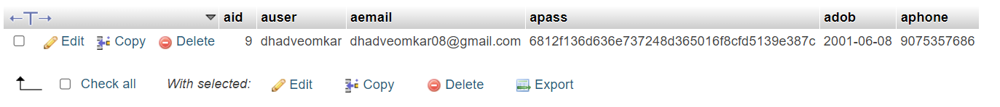 ←T→ aid auser aemail apass adob aphone
Edit Copy Delete 9 dhadveomkar dhadveomkar08@gmail.com 6812f136d636e737248d365016f8cfd5139e387c 2001-06-08 9075357686
Check all With selected: Edit Copy Delete Export